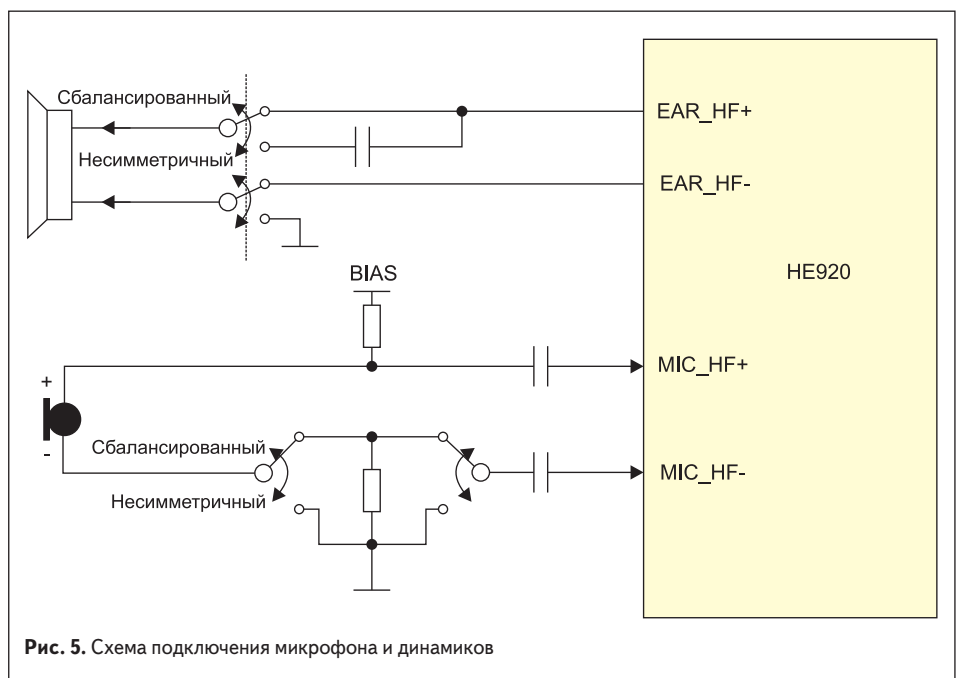 Сбалансированный
EAR_HF+
Несимметричный
EAR_HF-
HE920
BIAS
MIC_HF+
+
-
Сбалансированный
MIC_HF-
Несимметричный
Рис. 5. Схема подключения микрофона и динамиков